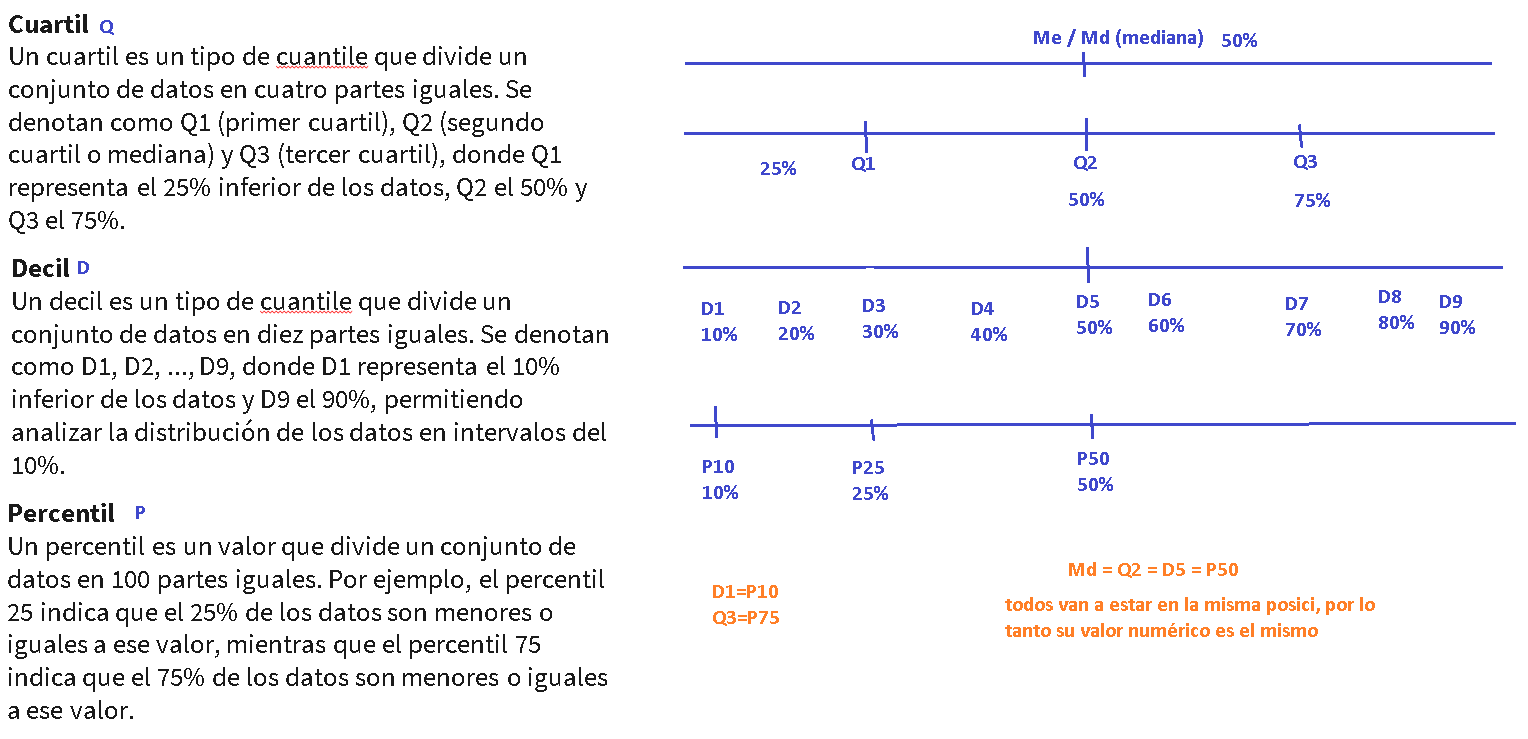 Cuartil Q
Un cuartil es un tipo de cuantile que divide un
conjunto de datos en cuatro partes iguales. Se
denotan como Q1 (primer cuartil), Q2 (segundo
cuartil o mediana) y Q3 (tercer cuartil), donde Q1
representa el 25% inferior de los datos, Q2 el 50% y
Q3 el 75%.
Decil D
Un decil es un tipo de cuantile que divide un
conjunto de datos en diez partes iguales. Se denotan
como D1, D2, ..., D9, donde D1 representa el 10%
inferior de los datos y D9 el 90%, permitiendo
analizar la distribución de los datos en intervalos del
10%.
Percentil P
Un percentil es un valor que divide un conjunto de
datos en 100 partes iguales. Por ejemplo, el percentil
25 indica que el 25% de los datos son menores o
iguales a ese valor, mientras que el percentil 75
indica que el 75% de los datos son menores o iguales
a ese valor.
Me / Md (mediana) 50%
25% Q1 Q2 Q3
50% 75%
D1 D2 D3 D4 D5 D6 D7 D8 D9
10% 20% 30% 40% 50% 60% 70% 80% 90%
P10 P25 P50
10% 25% 50%
D1=P10
Q3=P75
Md = Q2 = D5 = P50
todos van a estar en la misma posici, por lo
tanto su valor numérico es el mismo